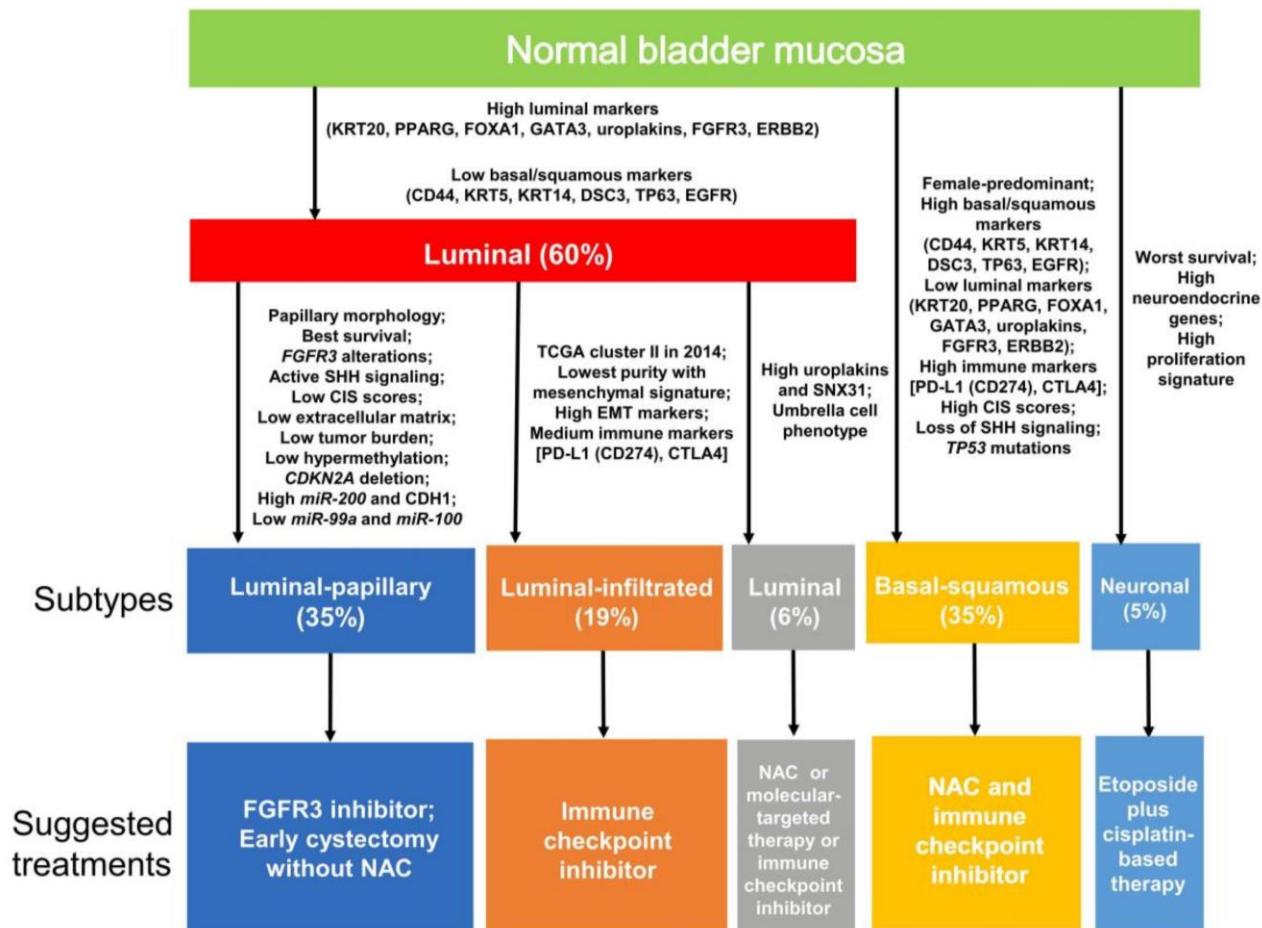 Normal bladder mucosa
High luminal markers
(KRT20, PPARG, FOXA1, GATA3, uroplakins, FGFR3, ERBB2)
Low basal/squamous markers
(CD44, KRT5, KRT14, DSC3, TP63, EGFR)
Luminal (60%)
Papillary morphology;
Best survival;
FGFR3 alterations;
Active SHH signaling;
Low CIS scores;
Low extracellular matrix;
Low tumor burden;
Low hypermethylation;
CDKN2A deletion;
High miR-200 and CDH1;
Low miR-99a and miR-100
TCGA cluster II in 2014;
Lowest purity with
mesenchymal signature;
High EMT markers;
Medium immune markers
[PD-L1 (CD274), CTLA4]
High uroplakins
and SNX31;
Umbrella cell
phenotype
Female-predominant;
High basal/squamous
markers
(CD44, KRT5, KRT14,
DSC3, TP63, EGFR);
Low luminal markers
(KRT20, PPARG, FOXA1,
GATA3, uroplakins,
FGFR3, ERBB2);
High immune markers
[PD-L1 (CD274), CTLA4];
High CIS scores;
Loss of SHH signaling;
TP53 mutations
Worst survival;
High
neuroendocrine
genes;
High
proliferation
signature
Subtypes
Luminal-papillary
(35%)
Luminal-infiltrated
(19%)
Luminal
(6%)
Basal-squamous
(35%)
Neuronal
(5%)
Suggested
treatments
FGFR3 inhibitor;
Early cystectomy
without NAC
Immune
checkpoint
inhibitor
NAC or
molecular-
targeted
therapy or
immune
checkpoint
inhibitor
NAC and
immune
checkpoint
inhibitor
Etoposide
plus
cisplatin-
based
therapy